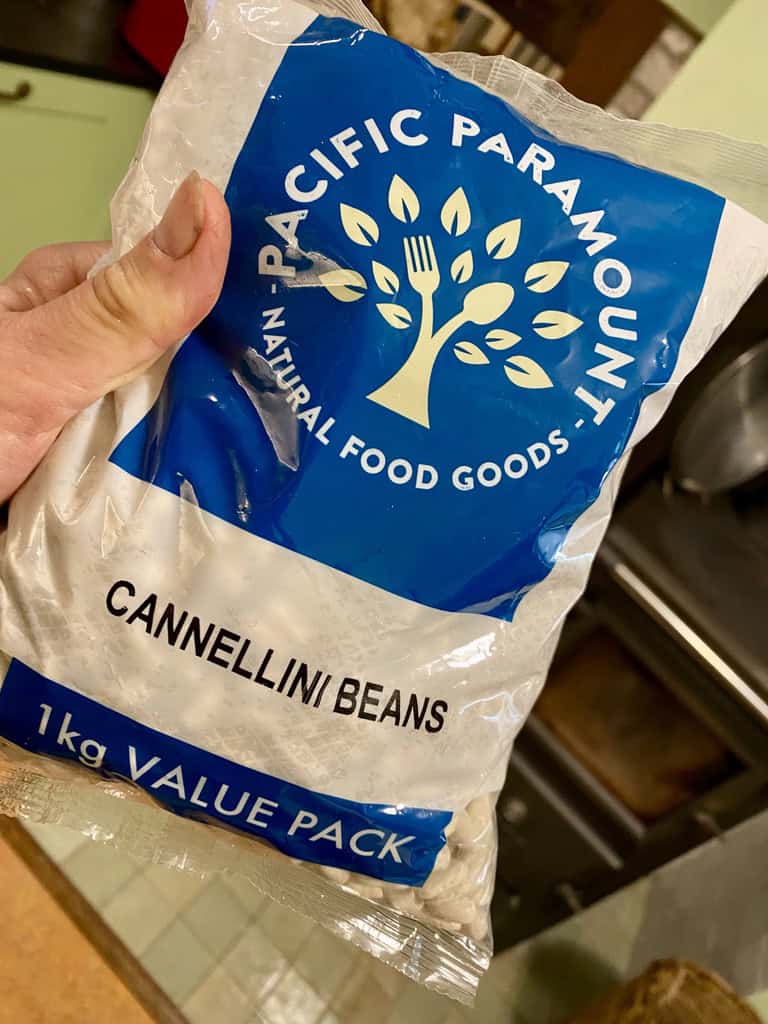 PACIFIC PARAMOUNT
- NATURAL FOOD GOODS -
CANNELLINI BEANS
1kg VALUE PACK